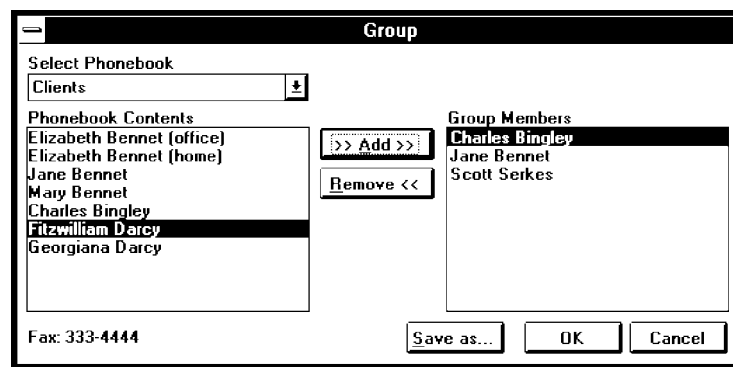 Group
Select Phonebook
Clients
Phonebook Contents
Elizabeth Bennet (office)
Elizabeth Bennet (home)
Jane Bennet
Mary Bennet
Charles Bingley
Fitzwilliam Darcy
Georgiana Darcy
>> Add >>
Remove <<
Group Members
Charles Bingley
Jane Bennet
Scott Serkes
Fax: 333-4444
Save as...
OK
Cancel